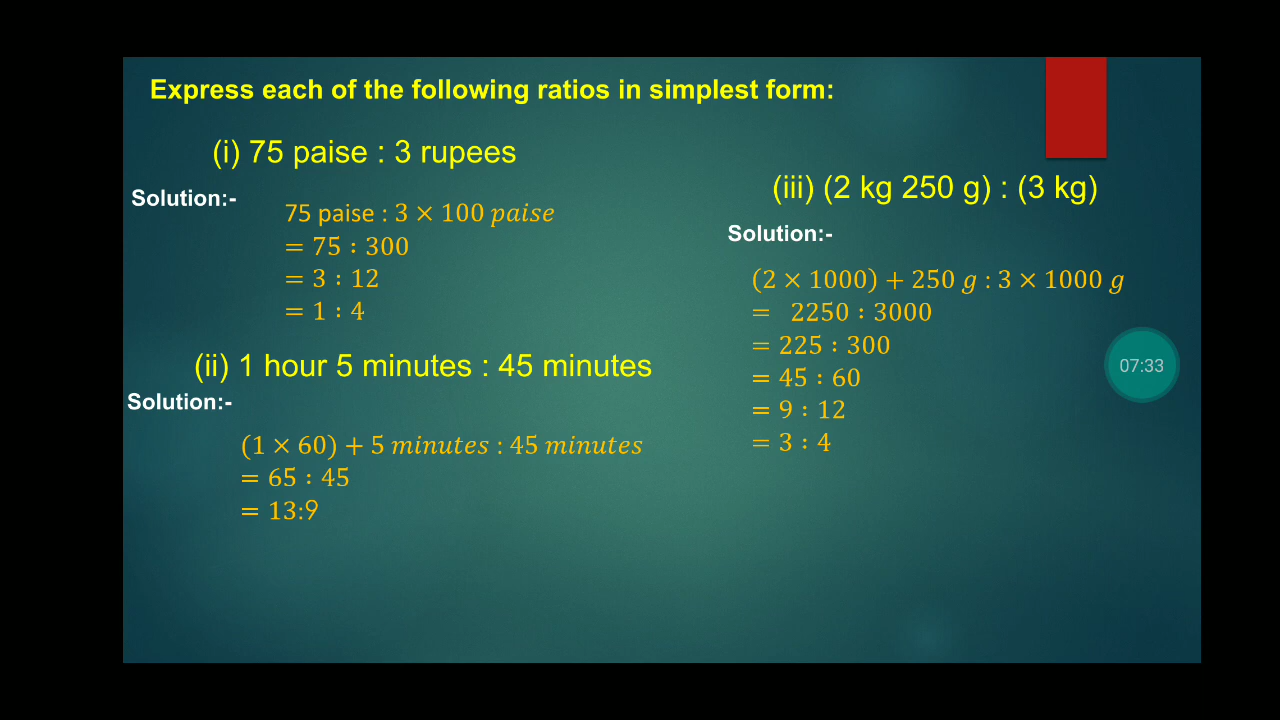 Express each of the following ratios in simplest form:
(i) 75 paise : 3 rupees
Solution:-
75 paise : 3 × 100 paise
= 75 : 300
= 3 : 12
= 1 : 4
(ii) 1 hour 5 minutes : 45 minutes
Solution:-
(1 × 60) + 5 minutes : 45 minutes
= 65 : 45
= 13:9
(iii) (2 kg 250 g) : (3 kg)
Solution:-
(2 × 1000) + 250 g : 3 × 1000 g
= 2250 : 3000
= 225 : 300
= 45 : 60
= 9 : 12
= 3 : 4
07:33